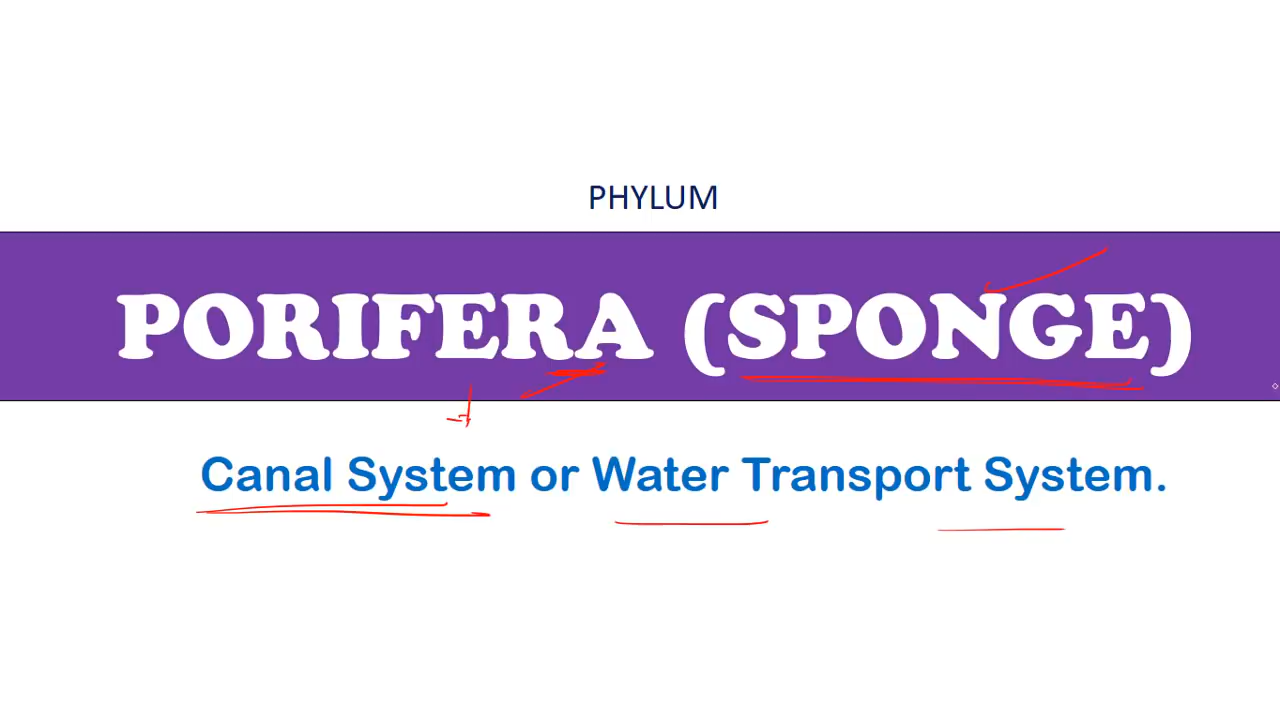 PHYLUM
PORIFERA (SPONGE)
Canal System or Water Transport System.